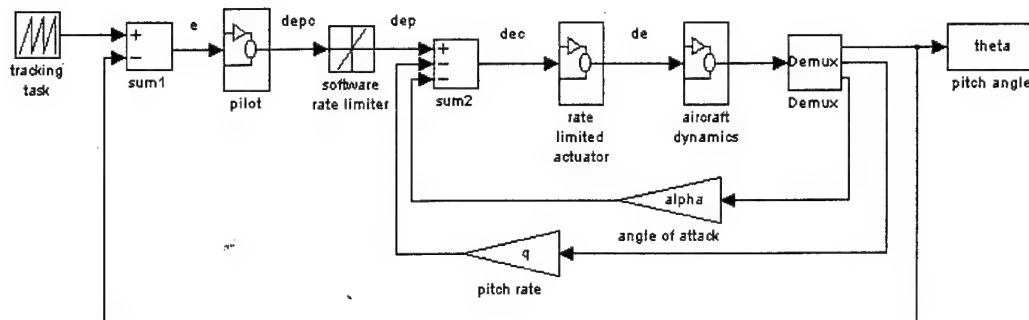 e
depc
dep
dec
de
+
−
+
−
−
Demux
theta
tracking
task
sum1
pilot
software
rate limiter
sum2
rate
limited
actuator
aircraft
dynamics
Demux
pitch angle
alpha
angle of attack
q
pitch rate